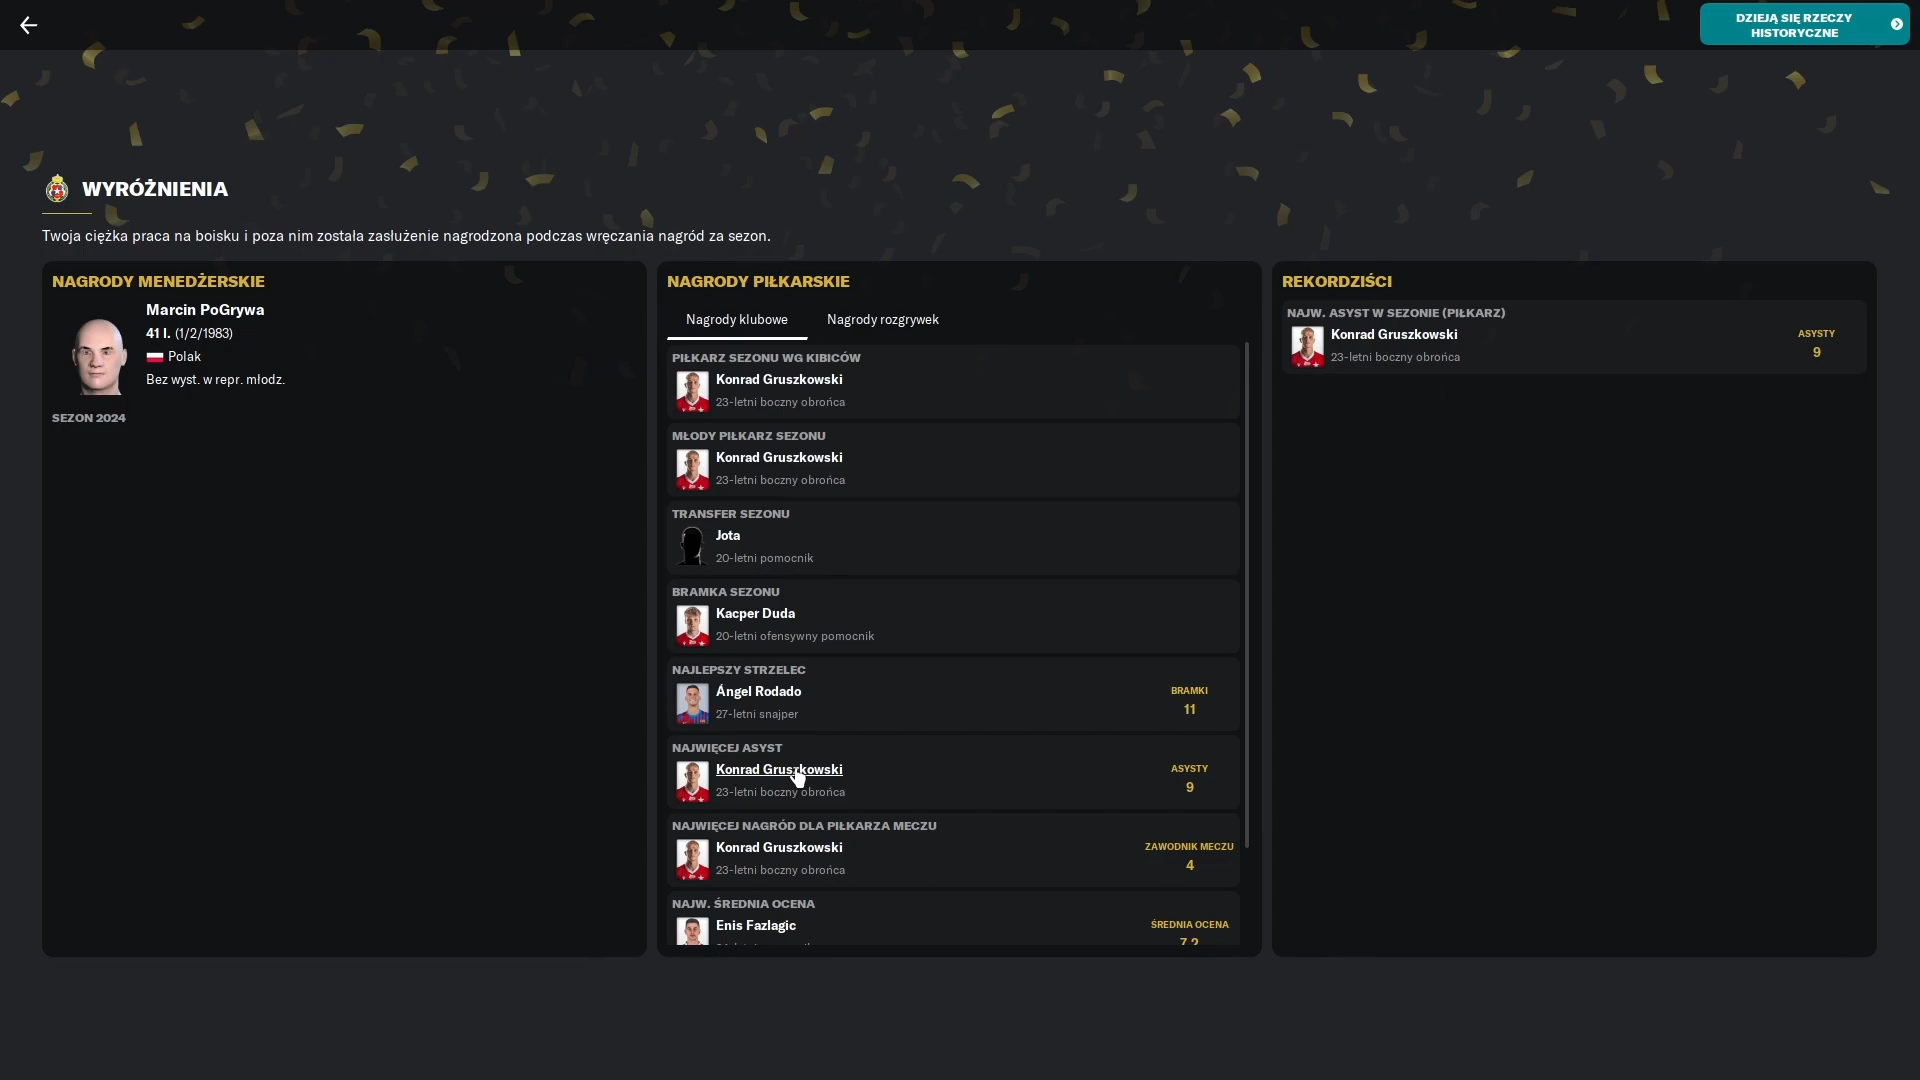 DZIEJĄ SIĘ RZECZY
HISTORYCZNE
WYRÓŻNIENIA
Twoja ciężka praca na boisku i poza nim została zasłużenie nagrodzona podczas wręczania nagród za sezon.
NAGRODY MENEDŻERSKIE
Marcin PoGrywa
41 l. (1/2/1983)
Polak
Bez wyst. w repr. młodz.
SEZON 2024
NAGRODY PIŁKARSKIE
Nagrody klubowe
Nagrody rozgrywek
PIŁKARZ SEZONU WG KIBICÓW
Konrad Gruszkowski
23-letni boczny obrońca
MŁODY PIŁKARZ SEZONU
Konrad Gruszkowski
23-letni boczny obrońca
TRANSFER SEZONU
Jota
20-letni pomocnik
BRAMKA SEZONU
Kacper Duda
20-letni ofensywny pomocnik
NAJLEPSZY STRZELEC
Ángel Rodado
27-letni snajper
BRAMKI
11
NAJWIĘCEJ ASYST
Konrad Gruszkowski
23-letni boczny obrońca
ASYSTY
9
NAJWIĘCEJ NAGRÓD DLA PIŁKARZA MECZU
Konrad Gruszkowski
23-letni boczny obrońca
ZAWODNIK MECZU
4
NAJW. ŚREDNIA OCENA
Enis Fazlagic
ŚREDNIA OCENA
7.2
REKORDZIŚCI
NAJW. ASYST W SEZONIE (PIŁKARZ)
Konrad Gruszkowski
23-letni boczny obrońca
ASYSTY
9